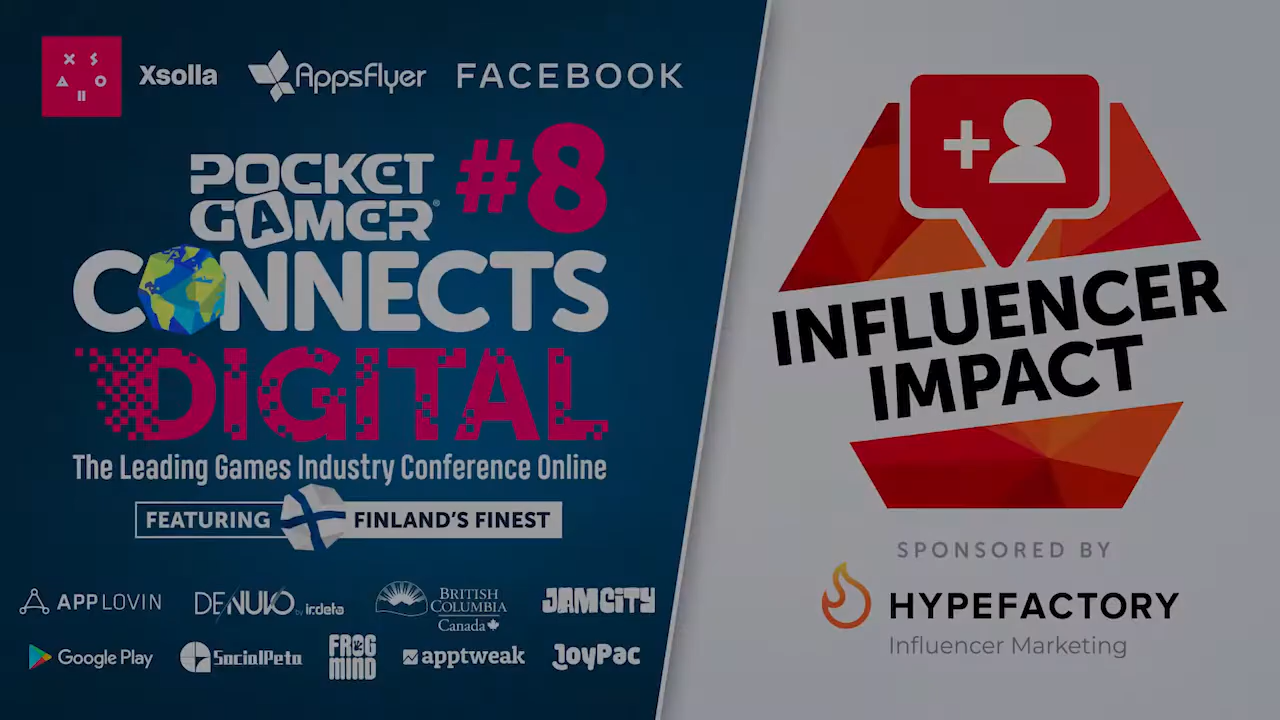 Xsolla AppsFlyer FACEBOOK
POCKET
GAMER® #8
CONNECTS
DIGITAL
The Leading Games Industry Conference Online
FEATURING FINLAND'S FINEST
APPLOVIN DENUVO by irdeto BRITISH
COLUMBIA
Canada JAMCITY
Google Play SocialPeta FROG
MIND apptweak JOYPAC
INFLUENCER
IMPACT
SPONSORED BY
HYPEFACTORY
Influencer Marketing